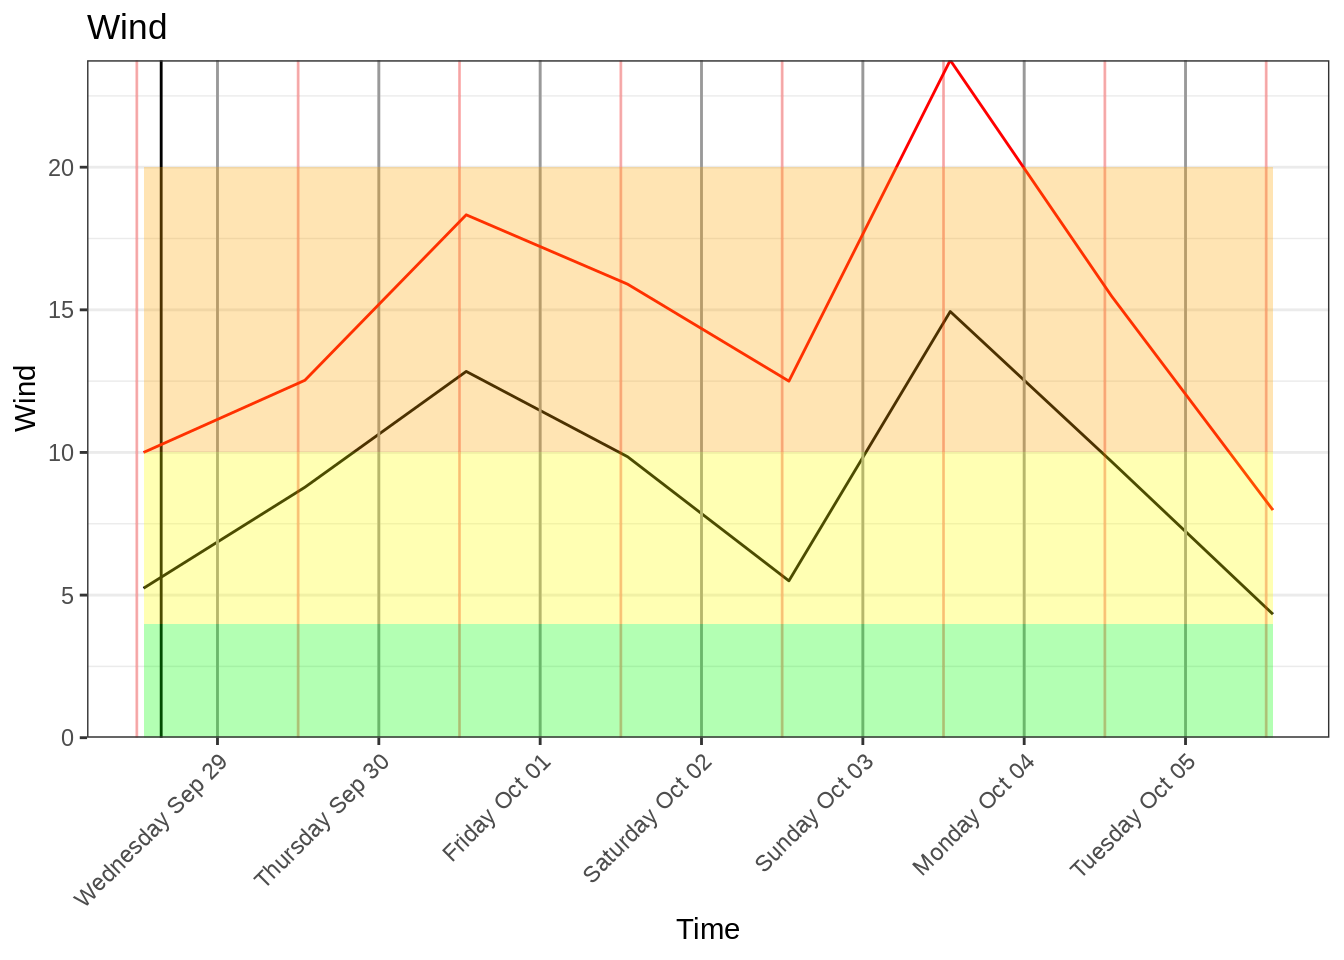 Wind
Wind
20
15
10
5
0
Wednesday Sep 29
Thursday Sep 30
Friday Oct 01
Saturday Oct 02
Sunday Oct 03
Monday Oct 04
Tuesday Oct 05
Time